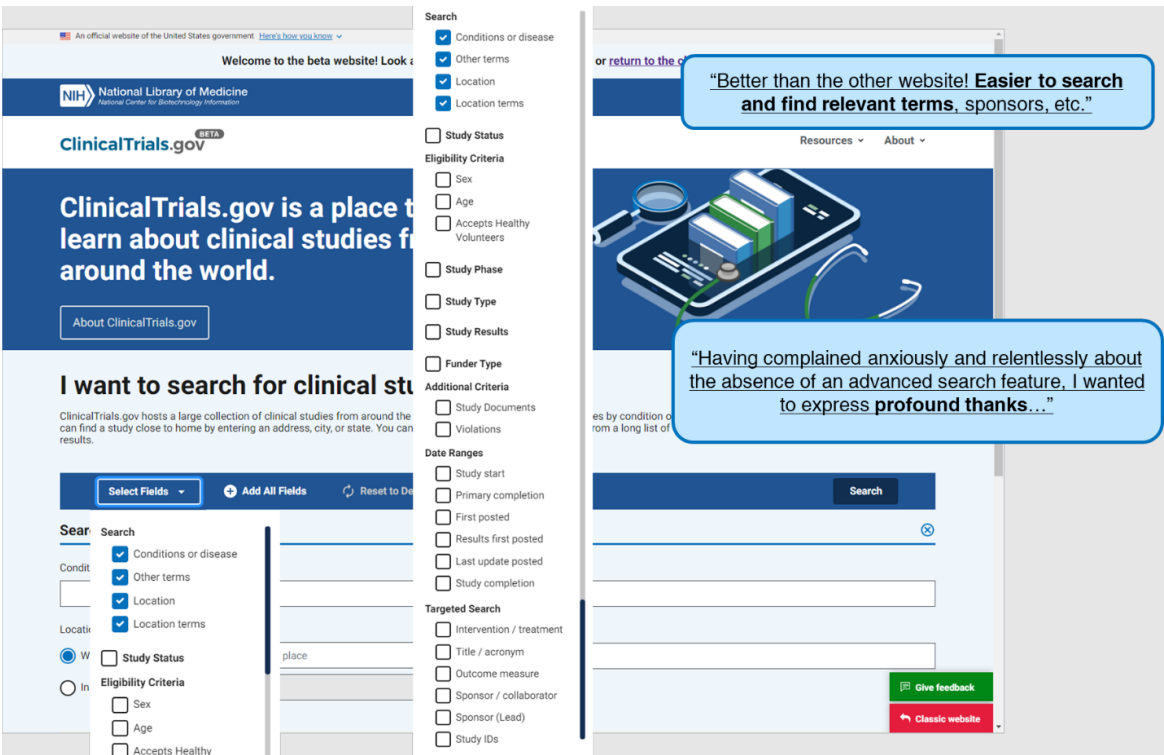 An official website of the United States government Here's how you know
Welcome to the beta website! Look
or return to the
NIH National Library of Medicine
National Center for Biotechnology Information
ClinicalTrials.gov BETA
Resources
About
ClinicalTrials.gov is a place
learn about clinical studies
around the world.
About ClinicalTrials.gov
I want to search for clinical
ClinicalTrials.gov hosts a large collection of clinical studies from around the
can find a study close to home by entering an address, city, or state. You can
results.
by condition
from a long list of
Select Fields
Add All Fields
Reset to
Search
Search
Conditions or disease
Other terms
Location
Location terms
Study Status
Eligibility Criteria
Sex
Age
Accepts Healthy
place
Search
Conditions or disease
Other terms
Location
Location terms
Study Status
Eligibility Criteria
Sex
Age
Accepts Healthy
Volunteers
Study Phase
Study Type
Study Results
Funder Type
Additional Criteria
Study Documents
Violations
Date Ranges
Study start
Primary completion
First posted
Results first posted
Last update posted
Study completion
Targeted Search
Intervention / treatment
Title / acronym
Outcome measure
Sponsor / collaborator
Sponsor (Lead)
Study IDs
“Better than the other website! Easier to search
and find relevant terms, sponsors, etc.”
“Having complained anxiously and relentlessly about
the absence of an advanced search feature, I wanted
to express profound thanks…”
Give feedback
Classic website